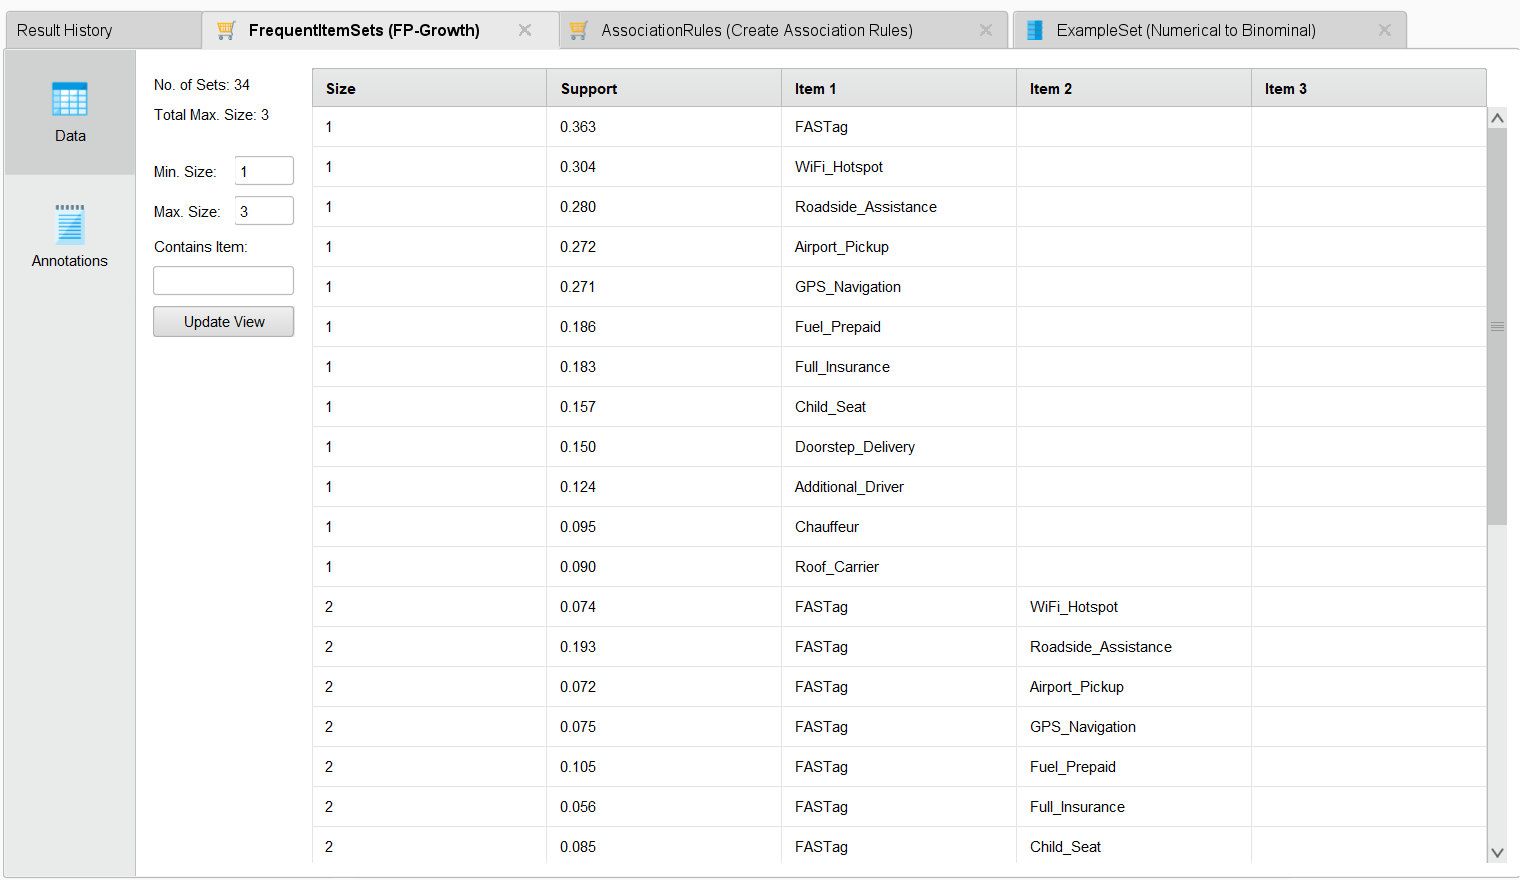 Result History
FrequentItemSets (FP-Growth)
AssociationRules (Create Association Rules)
ExampleSet (Numerical to Binominal)
Data
Annotations
No. of Sets: 34
Total Max. Size: 3
Min. Size: 1
Max. Size: 3
Contains Item:
Update View
Size Support Item 1 Item 2 Item 3
1 0.363 FASTag
1 0.304 WiFi_Hotspot
1 0.280 Roadside_Assistance
1 0.272 Airport_Pickup
1 0.271 GPS_Navigation
1 0.186 Fuel_Prepaid
1 0.183 Full_Insurance
1 0.157 Child_Seat
1 0.150 Doorstep_Delivery
1 0.124 Additional_Driver
1 0.095 Chauffeur
1 0.090 Roof_Carrier
2 0.074 FASTag WiFi_Hotspot
2 0.193 FASTag Roadside_Assistance
2 0.072 FASTag Airport_Pickup
2 0.075 FASTag GPS_Navigation
2 0.105 FASTag Fuel_Prepaid
2 0.056 FASTag Full_Insurance
2 0.085 FASTag Child_Seat